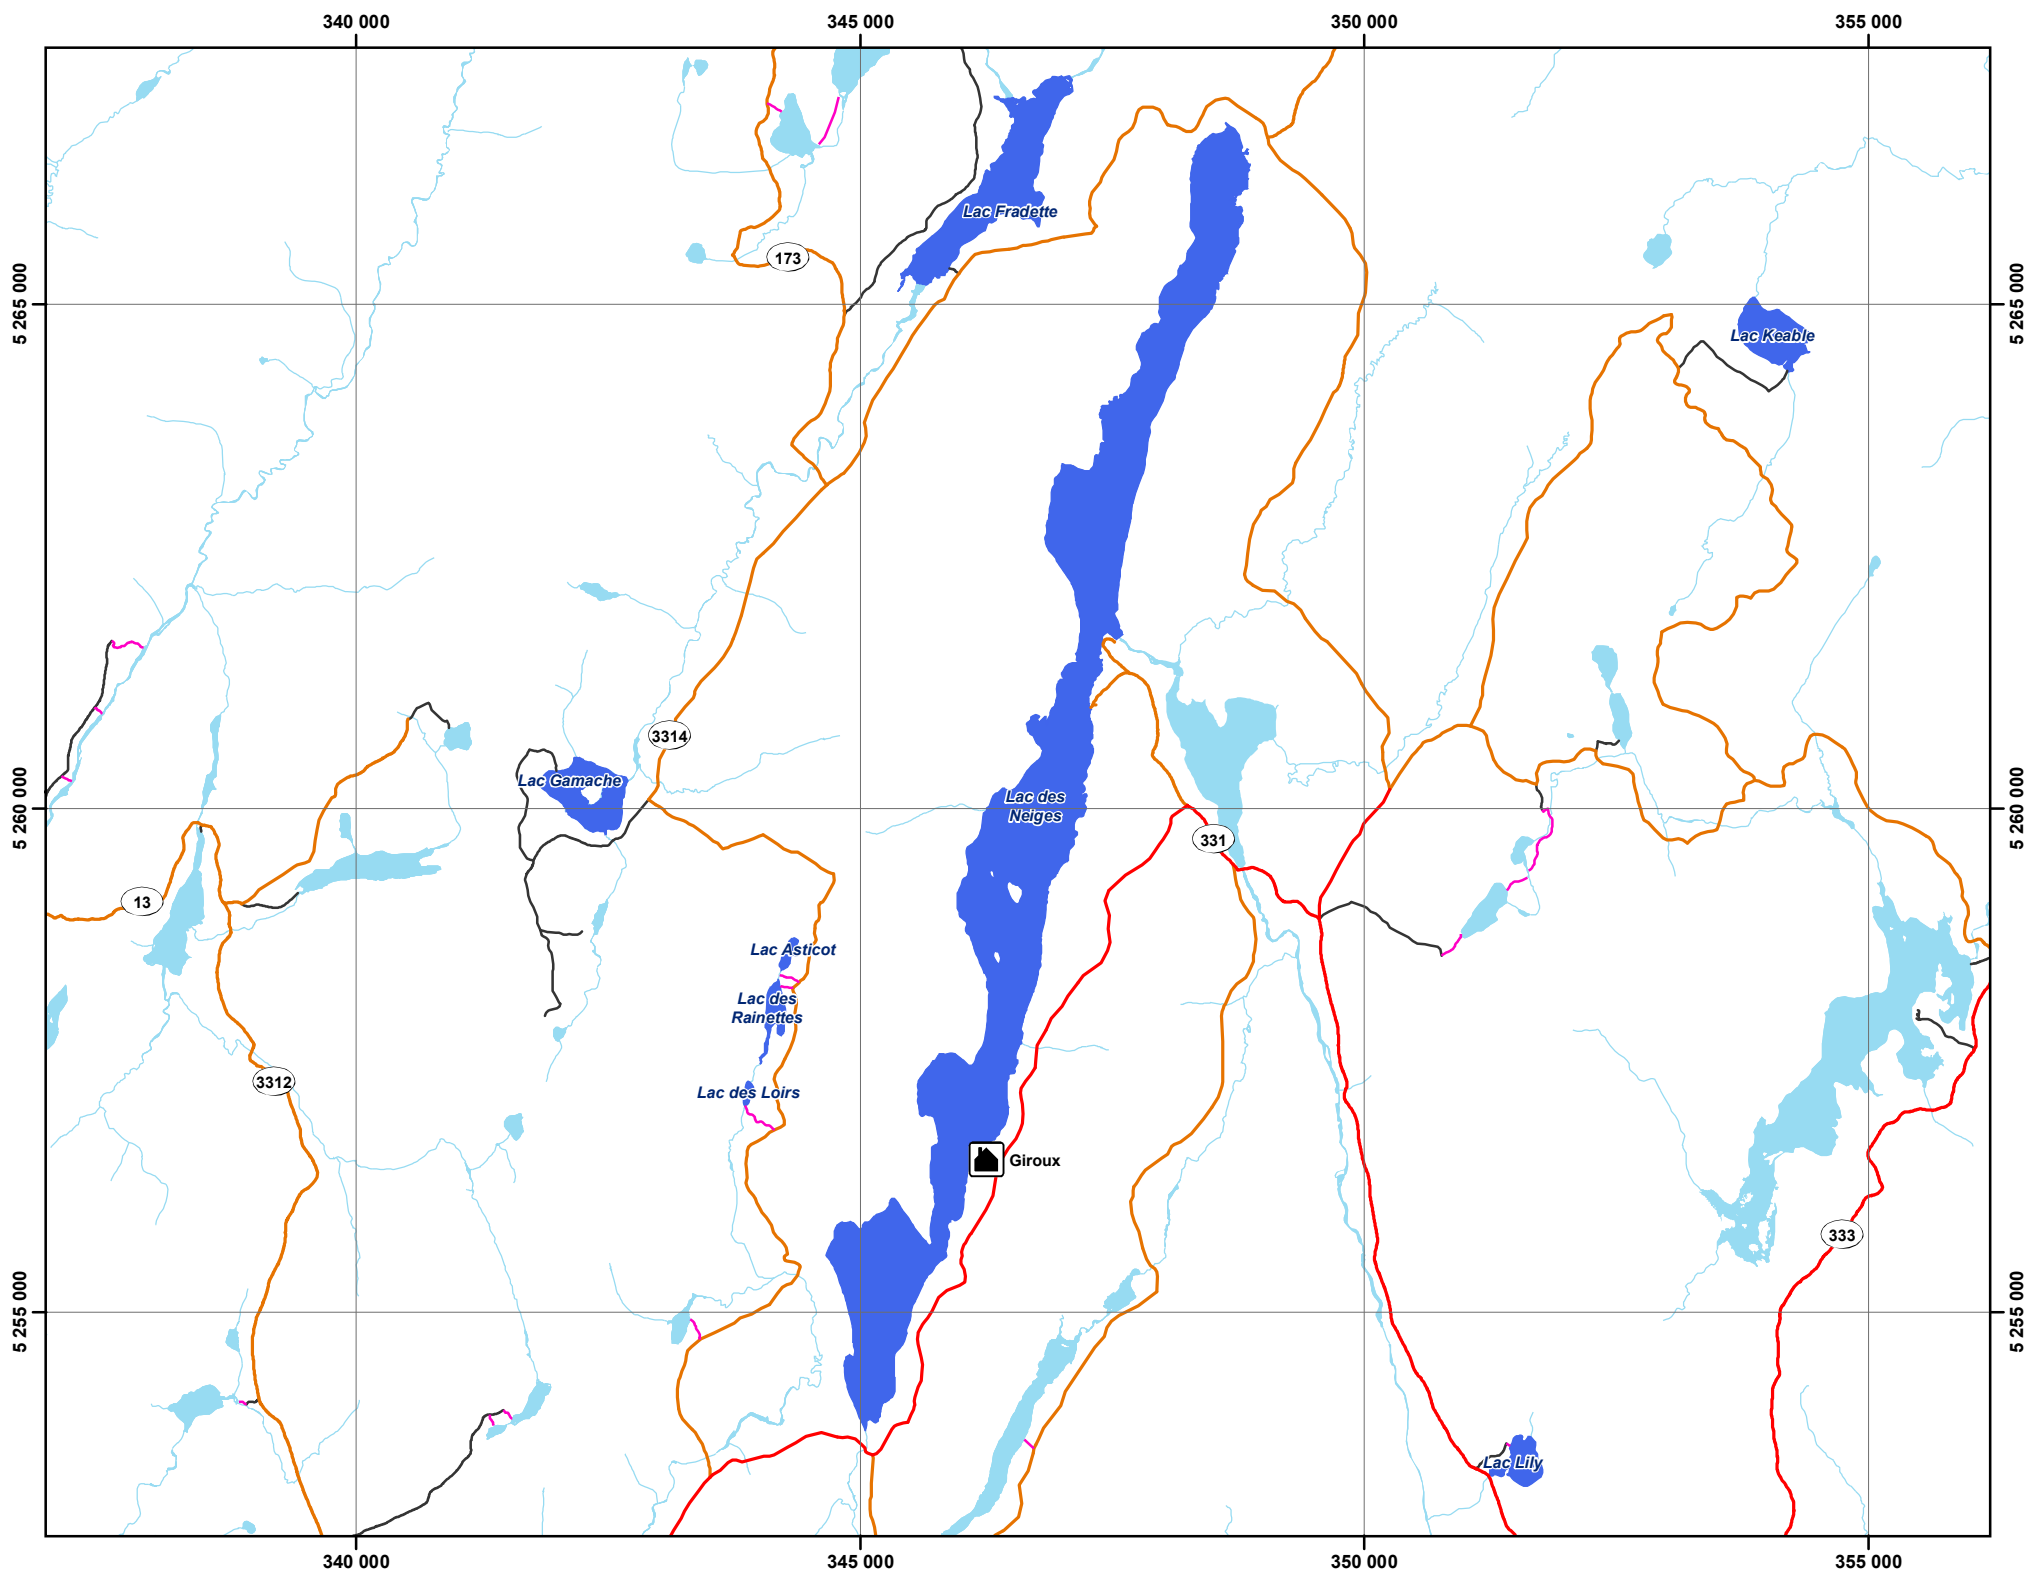 340 000
345 000
350 000
355 000
Lac Fradette
173
5 265 000
5 265 000
Lac Keable
3314
Lac Gamache
Lac des
Neiges
5 260 000
5 260 000
331
13
Lac Asticot
Lac des
Rainettes
3312
Lac des Loirs
Giroux
333
5 255 000
5 255 000
Lac Lily
340 000
345 000
350 000
355 000